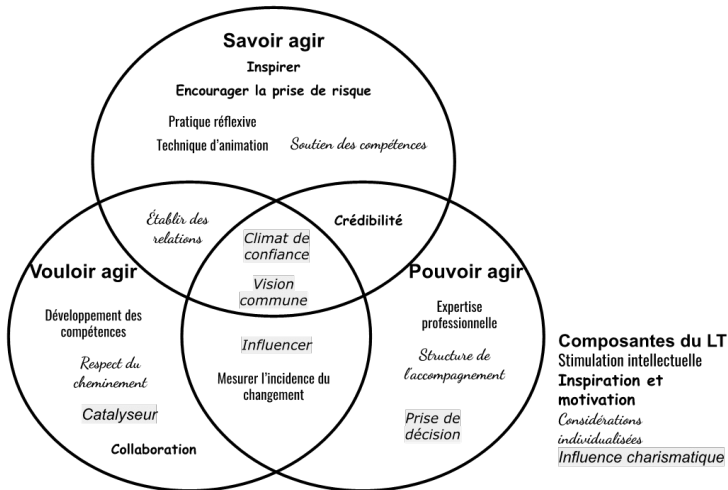 Savoir agir
Inspirer
Encourager la prise de risque
Pratique réflexive
Technique d'animation
Soutien des compétences
Établir des
relations
Crédibilité
Climat de
confiance
Vision
commune
Vouloir agir
Pouvoir agir
Développement des
compétences
Respect du
cheminement
Catalyseur
Collaboration
Influencer
Mesurer l'incidence du
changement
Expertise
professionnelle
Structure de
l'accompagnement
Prise de
décision
Composantes du LT
Stimulation intellectuelle
Inspiration et
motivation
Considérations
individualisées
Influence charismatique